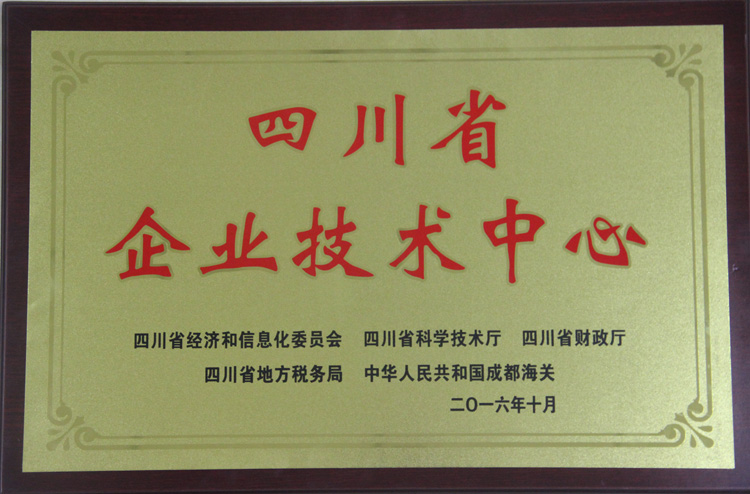 四川省
企业技术中心
四川省经济和信息化委员会 四川省科学技术厅 四川省财政厅
四川省地方税务局 中华人民共和国成都海关
二〇一六年十月